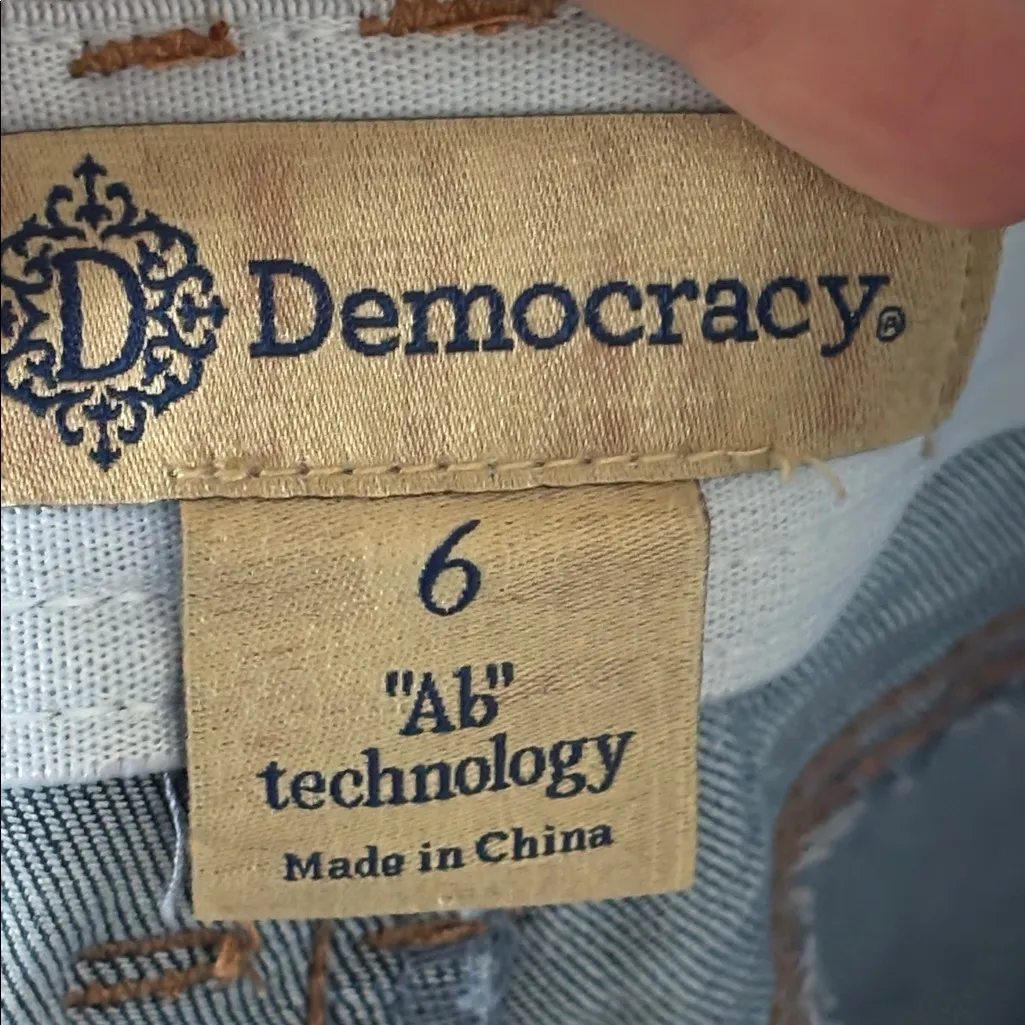 D Democracy®
6
"Ab"
technology
Made in China